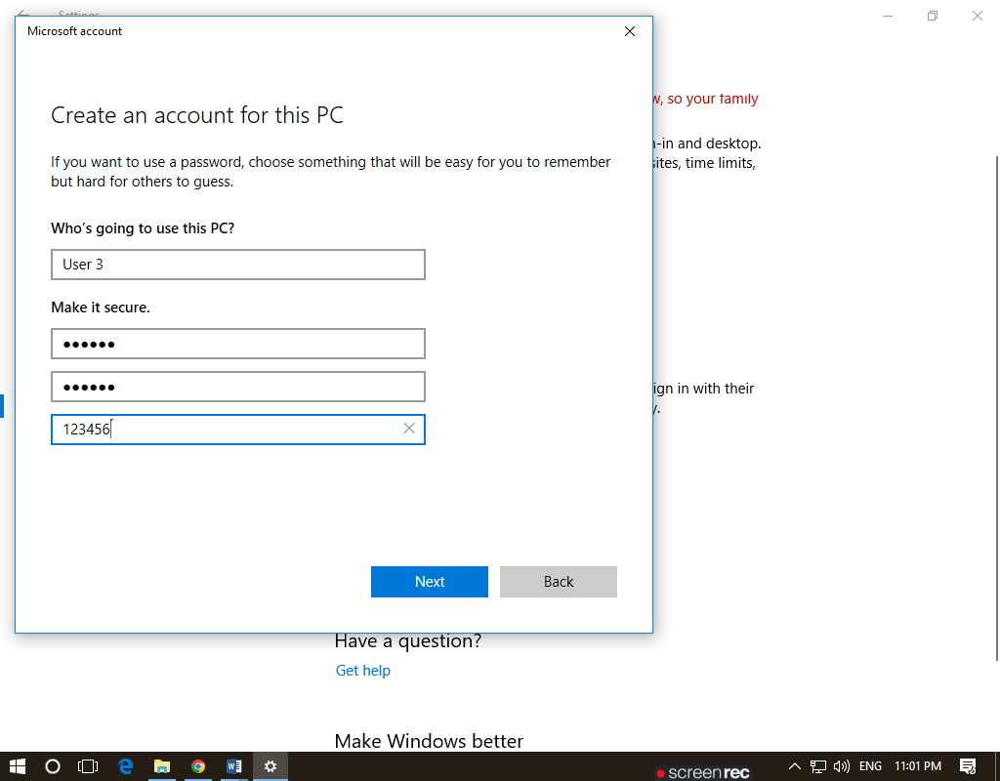 Settings
Microsoft account
Create an account for this PC
w, so your family
If you want to use a password, choose something that will be easy for you to remember
but hard for others to guess.
n-in and desktop.
sites, time limits,
Who's going to use this PC?
User 3
Make it secure.
●●●●●●
●●●●●●
ign in with their
y.
123456
Next
Back
Have a question?
Get help
Make Windows better
ENG
11:01 PM
screenrec